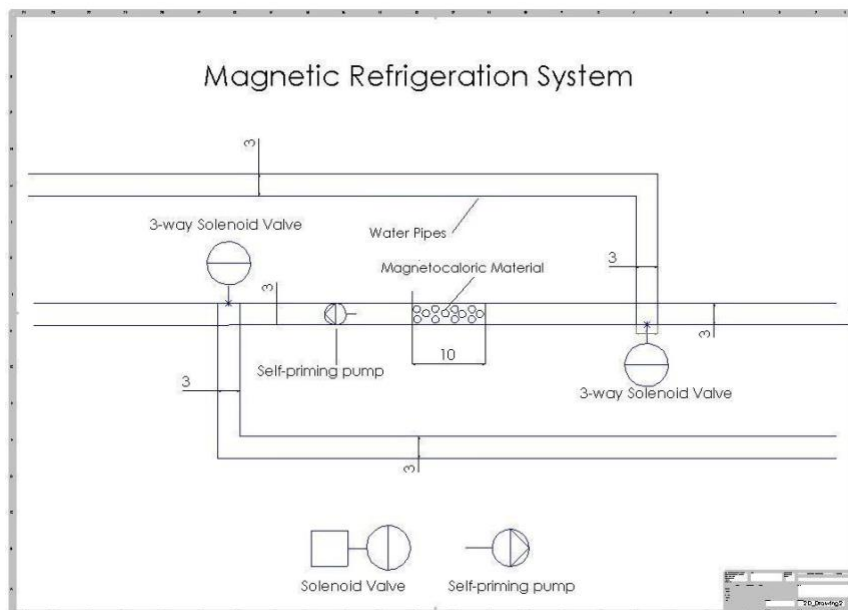 Magnetic Refrigeration System
3
3-way Solenoid Valve
Water Pipes
Magnetocaloric Material
3
3
3
10
Self-priming pump
3
3-way Solenoid Valve
3
Solenoid Valve
Self-priming pump
2D_Drawing2